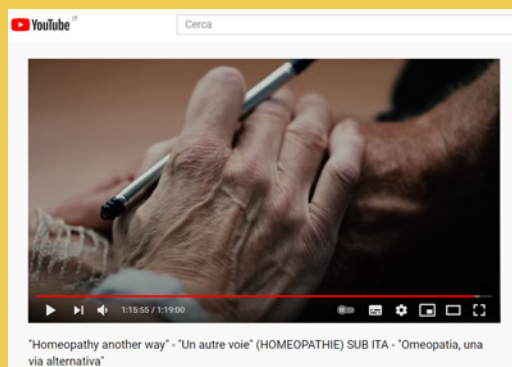 YouTube IT
Cerca
1:15:55 / 1:19:00
"Homeopathy another way" - "Un autre voie" (HOMEOPATHIE) SUB ITA - "Omeopatia, una
via alternativa"